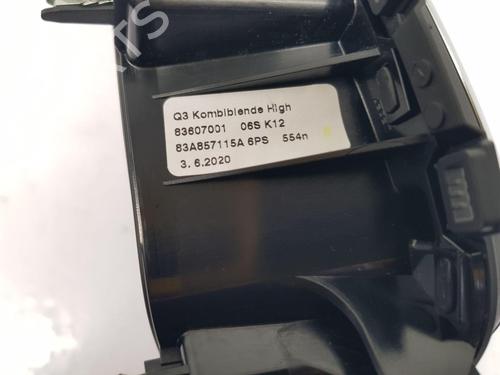 Q3 Kombiblende High
83607001 06S K12
83A857115A 6PS 554n
3. 6.2020